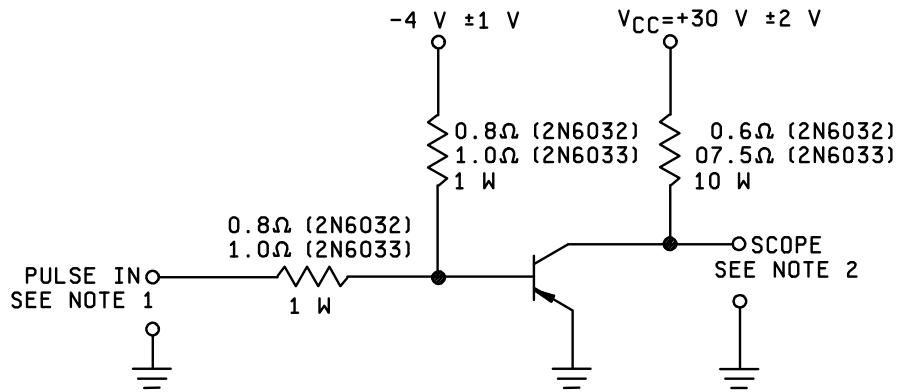 -4 V ±1 V
VCC=+30 V ±2 V
0.8Ω (2N6032)
1.0Ω (2N6033)
1 W
0.6Ω (2N6032)
07.5Ω (2N6033)
10 W
0.8Ω (2N6032)
1.0Ω (2N6033)
1 W
PULSE IN
SEE NOTE 1
SCOPE
SEE NOTE 2